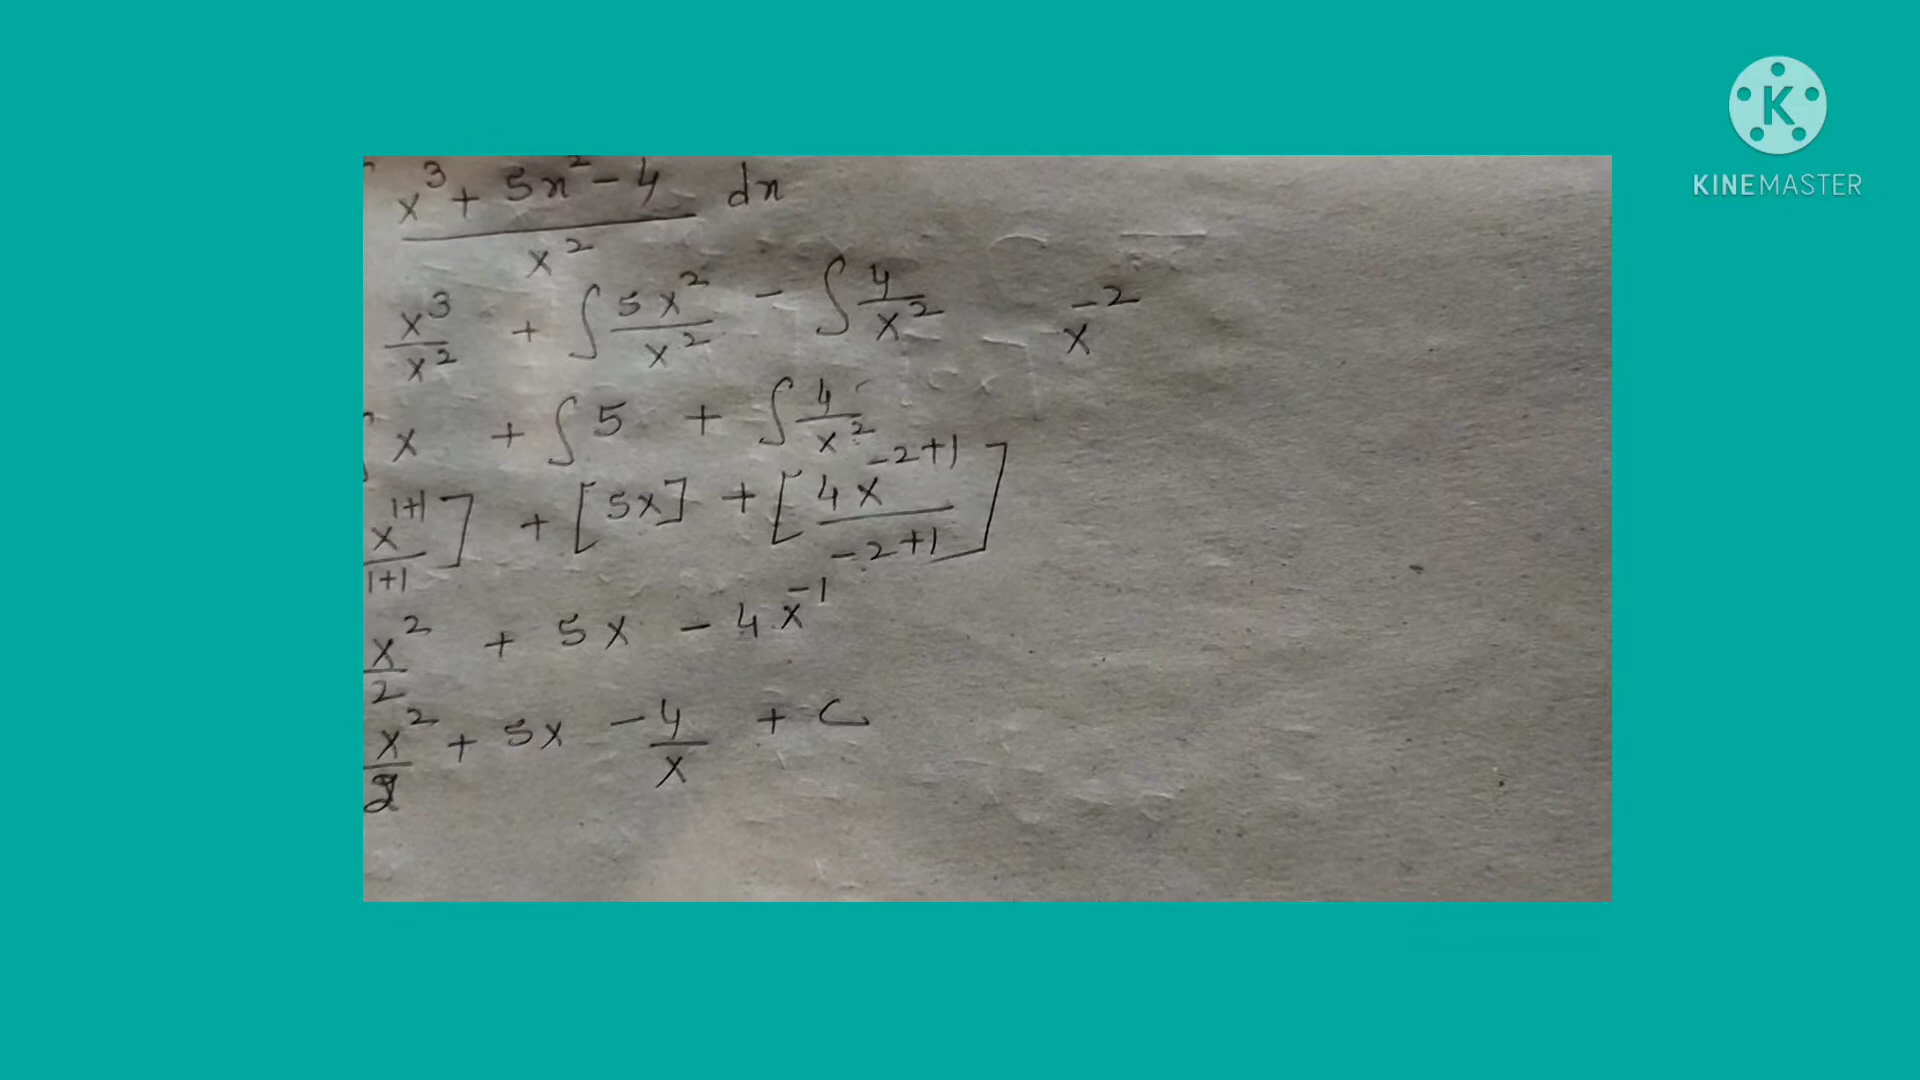 x³ + 5x² - 4 dx
x²
x³/x² + ∫ 5x²/x² - ∫ 4/x² x⁻²
∫ x + ∫ 5 + ∫ 4/x²
x¹⁺¹/1+1 ] + [5x] + [4x⁻²⁺¹/-2+1]
x²/2 + 5x - 4x⁻¹
x²/2 + 5x - 4/x + C
KINEMASTER